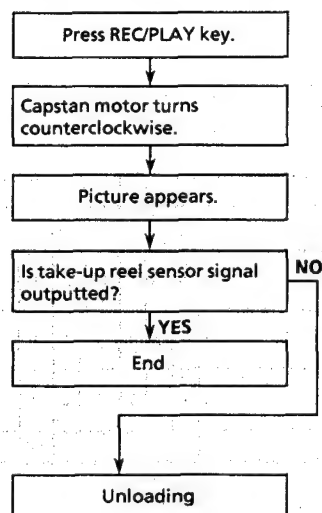 Press REC/PLAY key.
Capstan motor turns
counterclockwise.
Picture appears.
Is take-up reel sensor signal
outputted?
NO
YES
End
Unloading